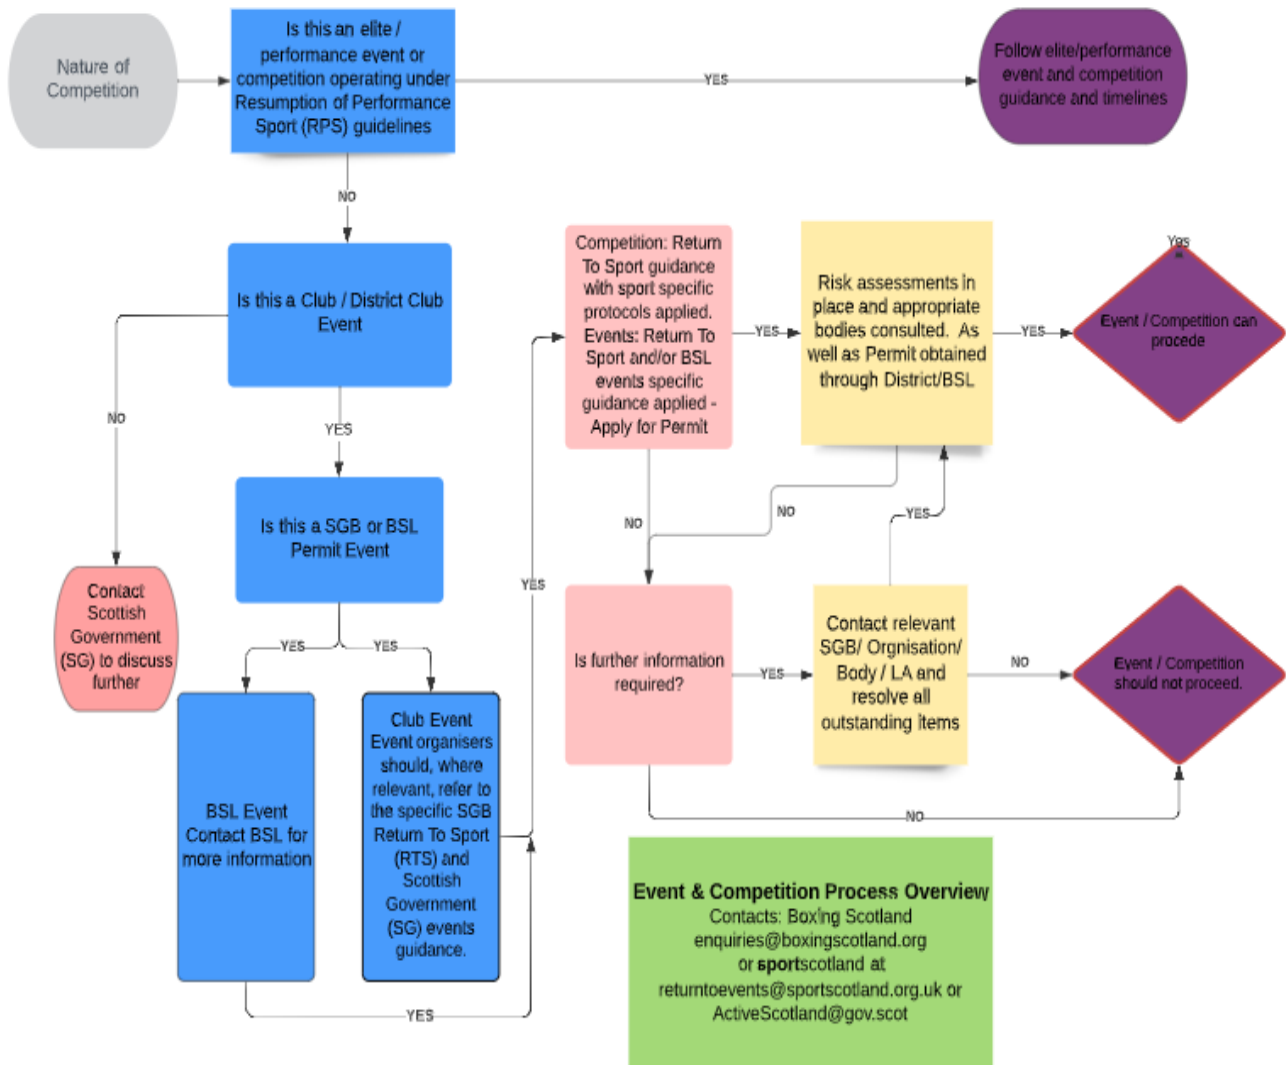 Nature of
Competition
Is this an elite /
performance event or
competition operating under
Resumption of Performance
Sport (RPS) guidelines
YES
Follow elite/performance
event and competition
guidance and timelines
NO
Is this a Club / District Club
Event
NO
YES
Is this a SGB or BSL
Permit Event
Contact
Scottish
Government
(SG) to discuss
further
YES
YES
BSL Event
Contact BSL for
more information
Club Event
Event organisers
should, where
relevant, refer to
the specific SGB
Return To Sport
(RTS) and
Scottish
Government
(SG) events
guidance.
YES
YES
Competition: Return
To Sport guidance
with sport specific
protocols applied.
Events: Return To
Sport and/or BSL
events specific
guidance applied -
Apply for Permit
YES
Risk assessments in
place and appropriate
bodies consulted. As
well as Permit obtained
through District/BSL
YES
Yes
Event / Competition can
procede
NO
NO
YES
Is further information
required?
YES
Contact relevant
SGB/ Orgnisation/
Body / LA and
resolve all
outstanding items
NO
Event / Competition
should not proceed.
NO
Event & Competition Process Overview
Contacts: Boxing Scotland
enquiries@boxingscotland.org
or sportscotland at
returntoevents@sportscotland.org.uk or
ActiveScotland@gov.scot